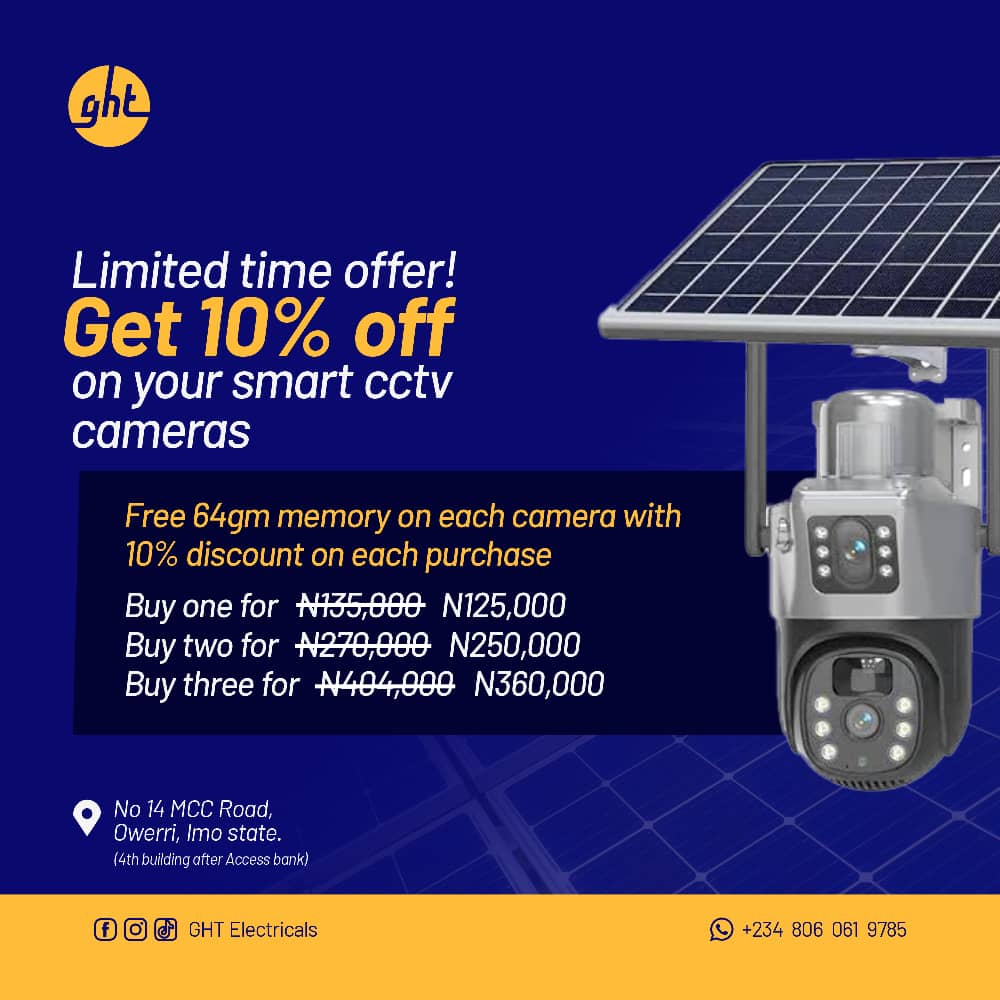 ght
Limited time offer!
Get 10% off
on your smart cctv
cameras
Free 64gm memory on each camera with
10% discount on each purchase
Buy one for N135,000 N125,000
Buy two for N270,000 N250,000
Buy three for N404,000 N360,000
No 14 MCC Road,
Owerri, Imo state.
(4th building after Access bank)
GHT Electricals
+234 806 061 9785